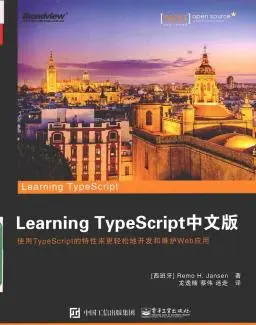 Broadview
PACKT
open source*
Learning TypeScript
Learning TypeScript中文版
使用TypeScript的特性来更轻松地开发和维护Web应用
[西班牙] Remo H. Jansen 著
龙逸楠 蔡伟 译
中国工信出版集团
电子工业出版社